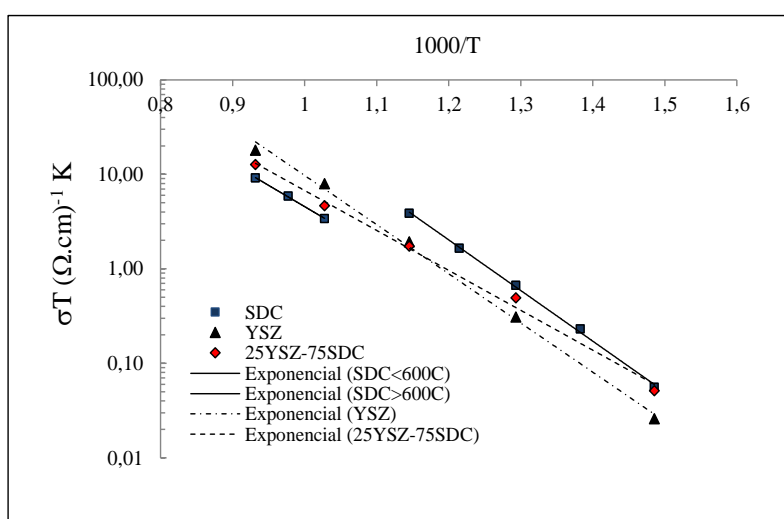 1000/T
100,00
0,8 0,9 1 1,1 1,2 1,3 1,4 1,5 1,6
10,00
1,00
0,10
0,01
σT (Ω.cm)⁻¹ K
SDC
YSZ
25YSZ-75SDC
Exponencial (SDC<600C)
Exponencial (SDC>600C)
Exponencial (YSZ)
Exponencial (25YSZ-75SDC)